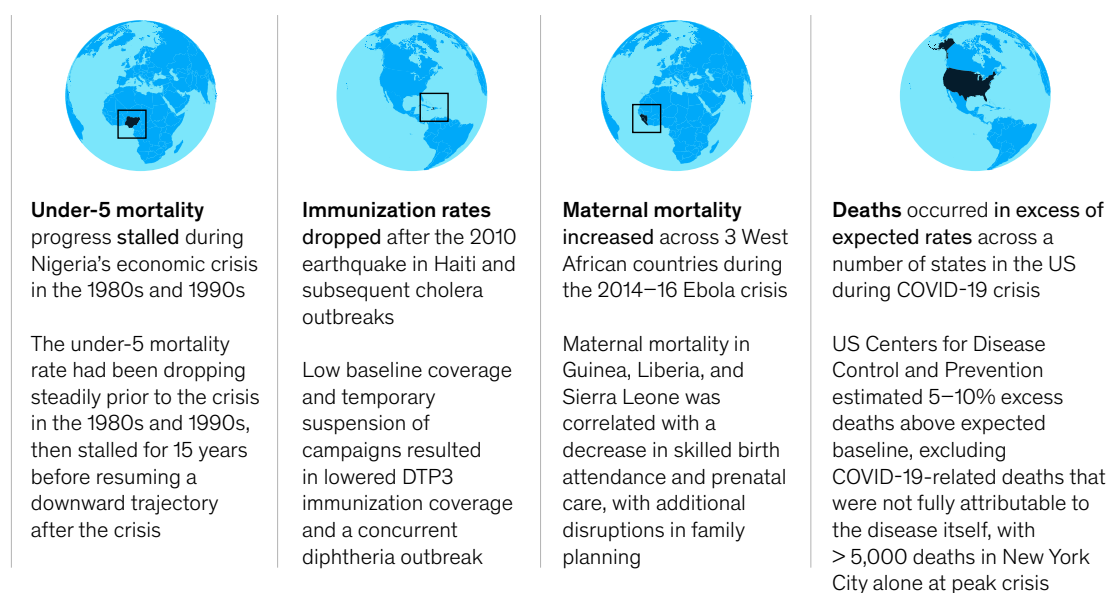 Under-5 mortality
progress stalled during
Nigeria's economic crisis
in the 1980s and 1990s
The under-5 mortality
rate had been dropping
steadily prior to the crisis
in the 1980s and 1990s,
then stalled for 15 years
before resuming a
downward trajectory
after the crisis
Immunization rates
dropped after the 2010
earthquake in Haiti and
subsequent cholera
outbreaks
Low baseline coverage
and temporary
suspension of
campaigns resulted
in lowered DTP3
immunization coverage
and a concurrent
diphtheria outbreak
Maternal mortality
increased across 3 West
African countries during
the 2014–16 Ebola crisis
Maternal mortality in
Guinea, Liberia, and
Sierra Leone was
correlated with a
decrease in skilled birth
attendance and prenatal
care, with additional
disruptions in family
planning
Deaths occurred in excess of
expected rates across a
number of states in the US
during COVID-19 crisis
US Centers for Disease
Control and Prevention
estimated 5–10% excess
deaths above expected
baseline, excluding
COVID-19-related deaths that
were not fully attributable to
the disease itself, with
> 5,000 deaths in New York
City alone at peak crisis